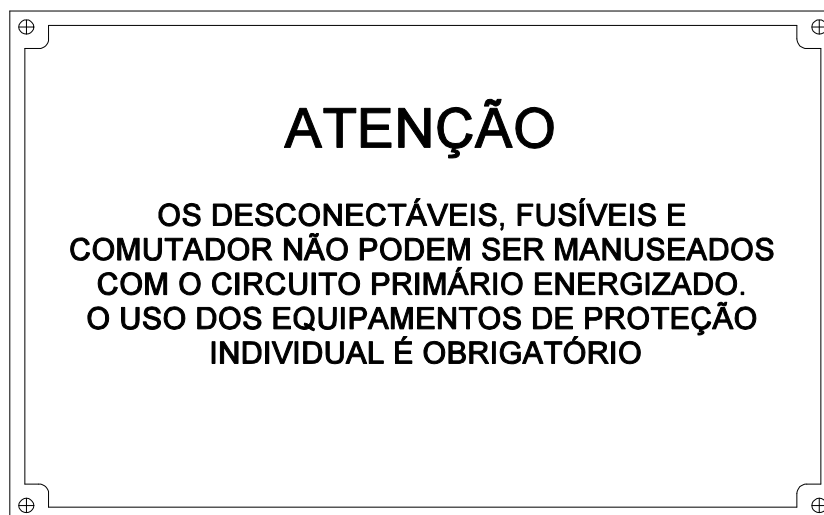 ATENÇÃO
OS DESCONECTÁVEIS, FUSÍVEIS E
COMUTADOR NÃO PODEM SER MANUSEADOS
COM O CIRCUITO PRIMÁRIO ENERGIZADO.
O USO DOS EQUIPAMENTOS DE PROTEÇÃO
INDIVIDUAL É OBRIGATÓRIO